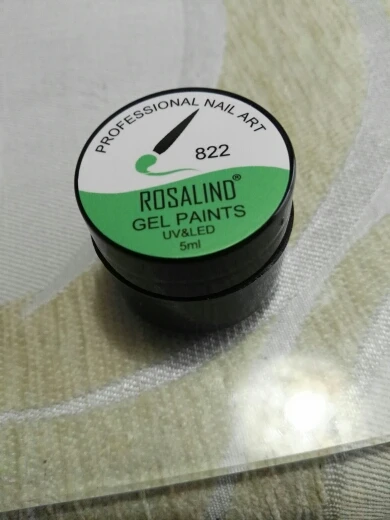 PROFESSIONAL NAIL ART
822
ROSALIND®
GEL PAINTS
UV&LED
5ml